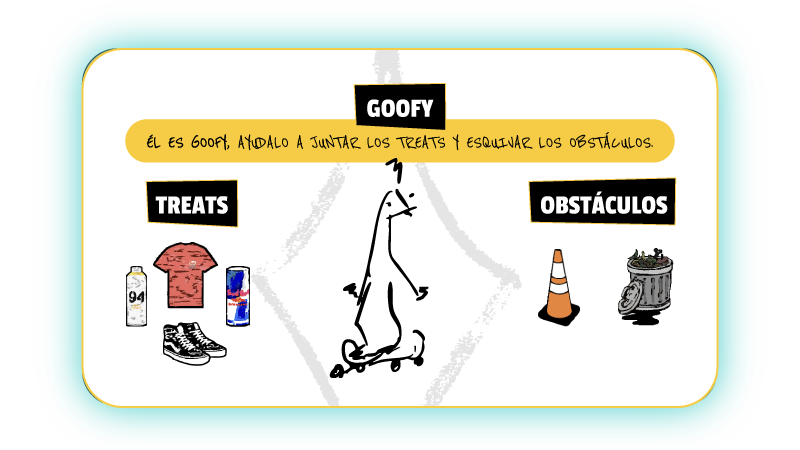 GOOFY
ÉL ES GOOFY, AYUDALO A JUNTAR LOS TREATS Y ESQUIVAR LOS OBSTÁCULOS.
TREATS
OBSTÁCULOS
94